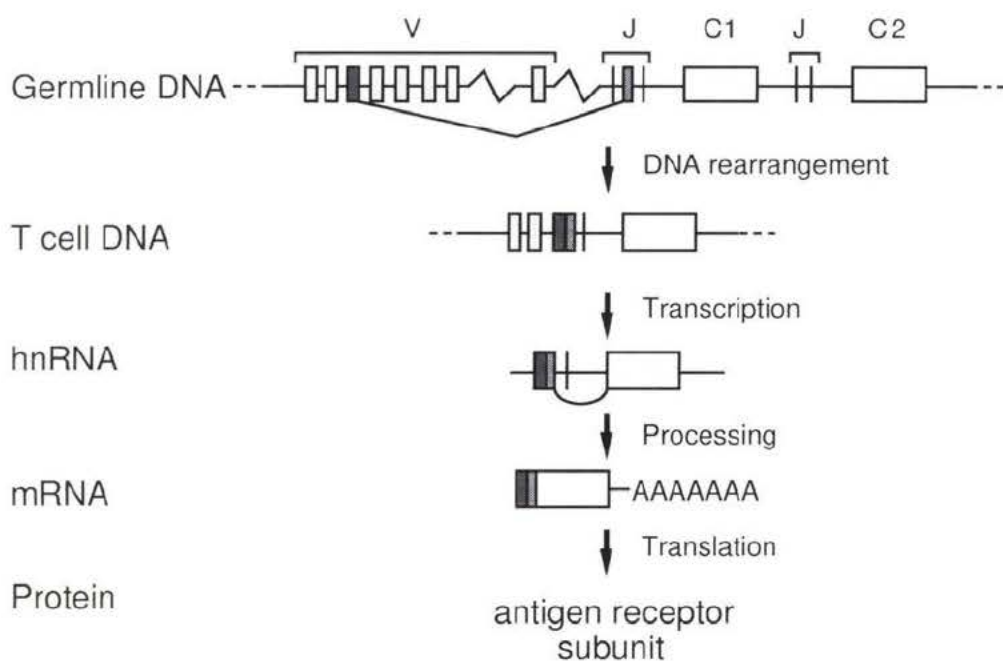 V J C1 J C2
Germline DNA
DNA rearrangement
T cell DNA
Transcription
hnRNA
Processing
mRNA
AAAAAAA
Translation
Protein
antigen receptor
subunit